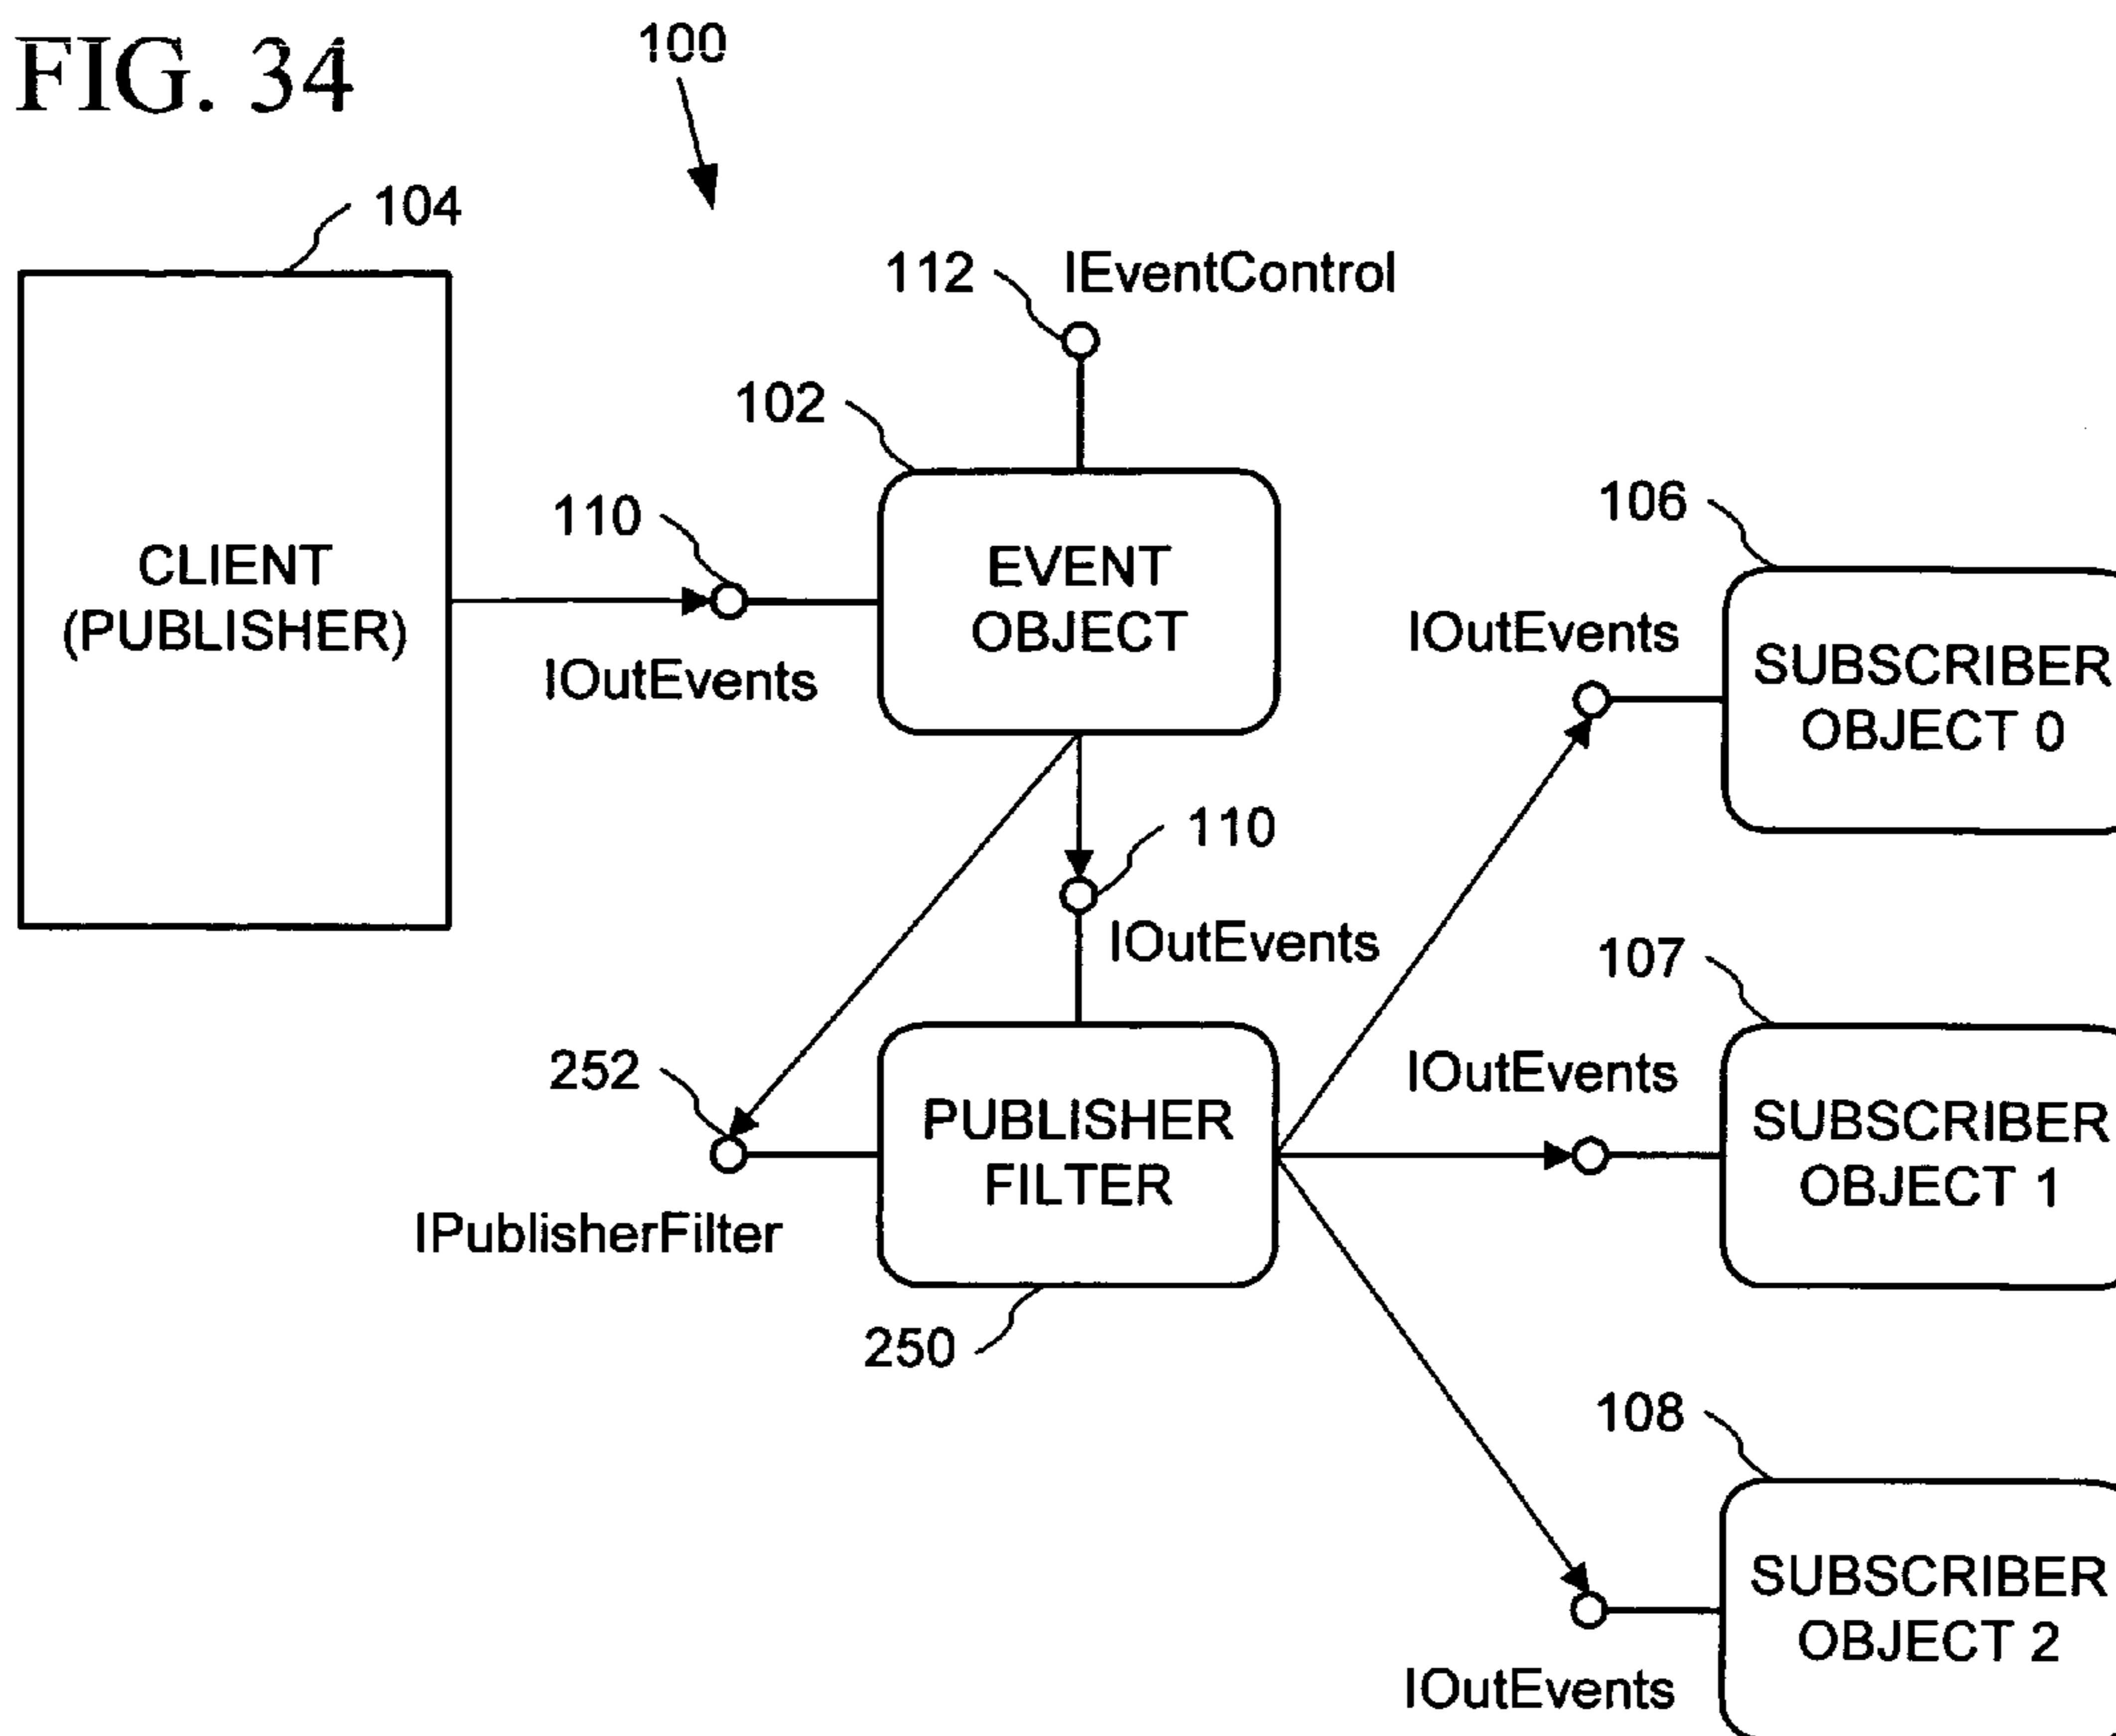 FIG. 34
100
104
112
IEventControl
102
110
EVENT
OBJECT
CLIENT
(PUBLISHER)
IOutEvents
106
IOutEvents
SUBSCRIBER
OBJECT 0
110
IOutEvents
107
252
IOutEvents
PUBLISHER
FILTER
SUBSCRIBER
OBJECT 1
IPublisherFilter
250
108
SUBSCRIBER
OBJECT 2
IOutEvents